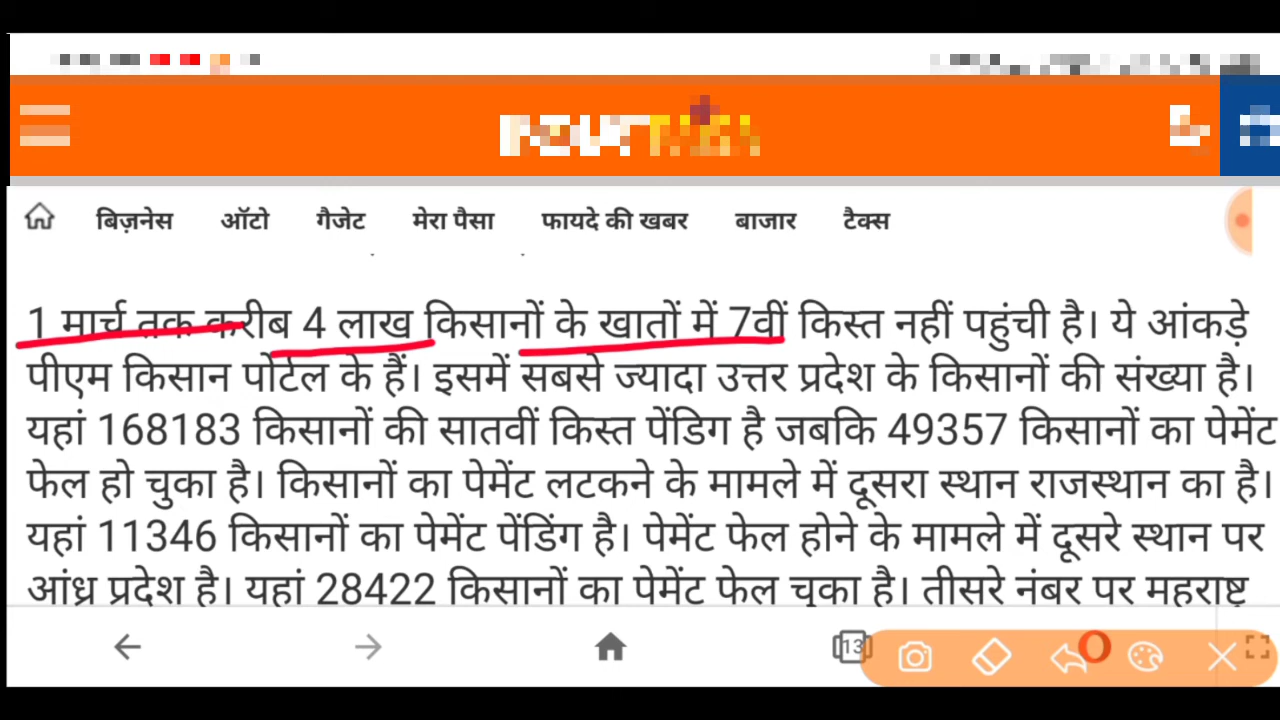 बिज़नेस ऑटो गैजेट मेरा पैसा फायदे की खबर बाजार टैक्स
1 मार्च तक करीब 4 लाख किसानों के खातों में 7वीं किस्त नहीं पहुंची है। ये आंकड़े
पीएम किसान पोर्टल के हैं। इसमें सबसे ज्यादा उत्तर प्रदेश के किसानों की संख्या है।
यहां 168183 किसानों की सातवीं किस्त पेंडिग है जबकि 49357 किसानों का पेमेंट
फेल हो चुका है। किसानों का पेमेंट लटकने के मामले में दूसरा स्थान राजस्थान का है।
यहां 11346 किसानों का पेमेंट पेंडिंग है। पेमेंट फेल होने के मामले में दूसरे स्थान पर
आंध्र प्रदेश है। यहां 28422 किसानों का पेमेंट फेल चुका है। तीसरे नंबर पर महराष्ट्र
13